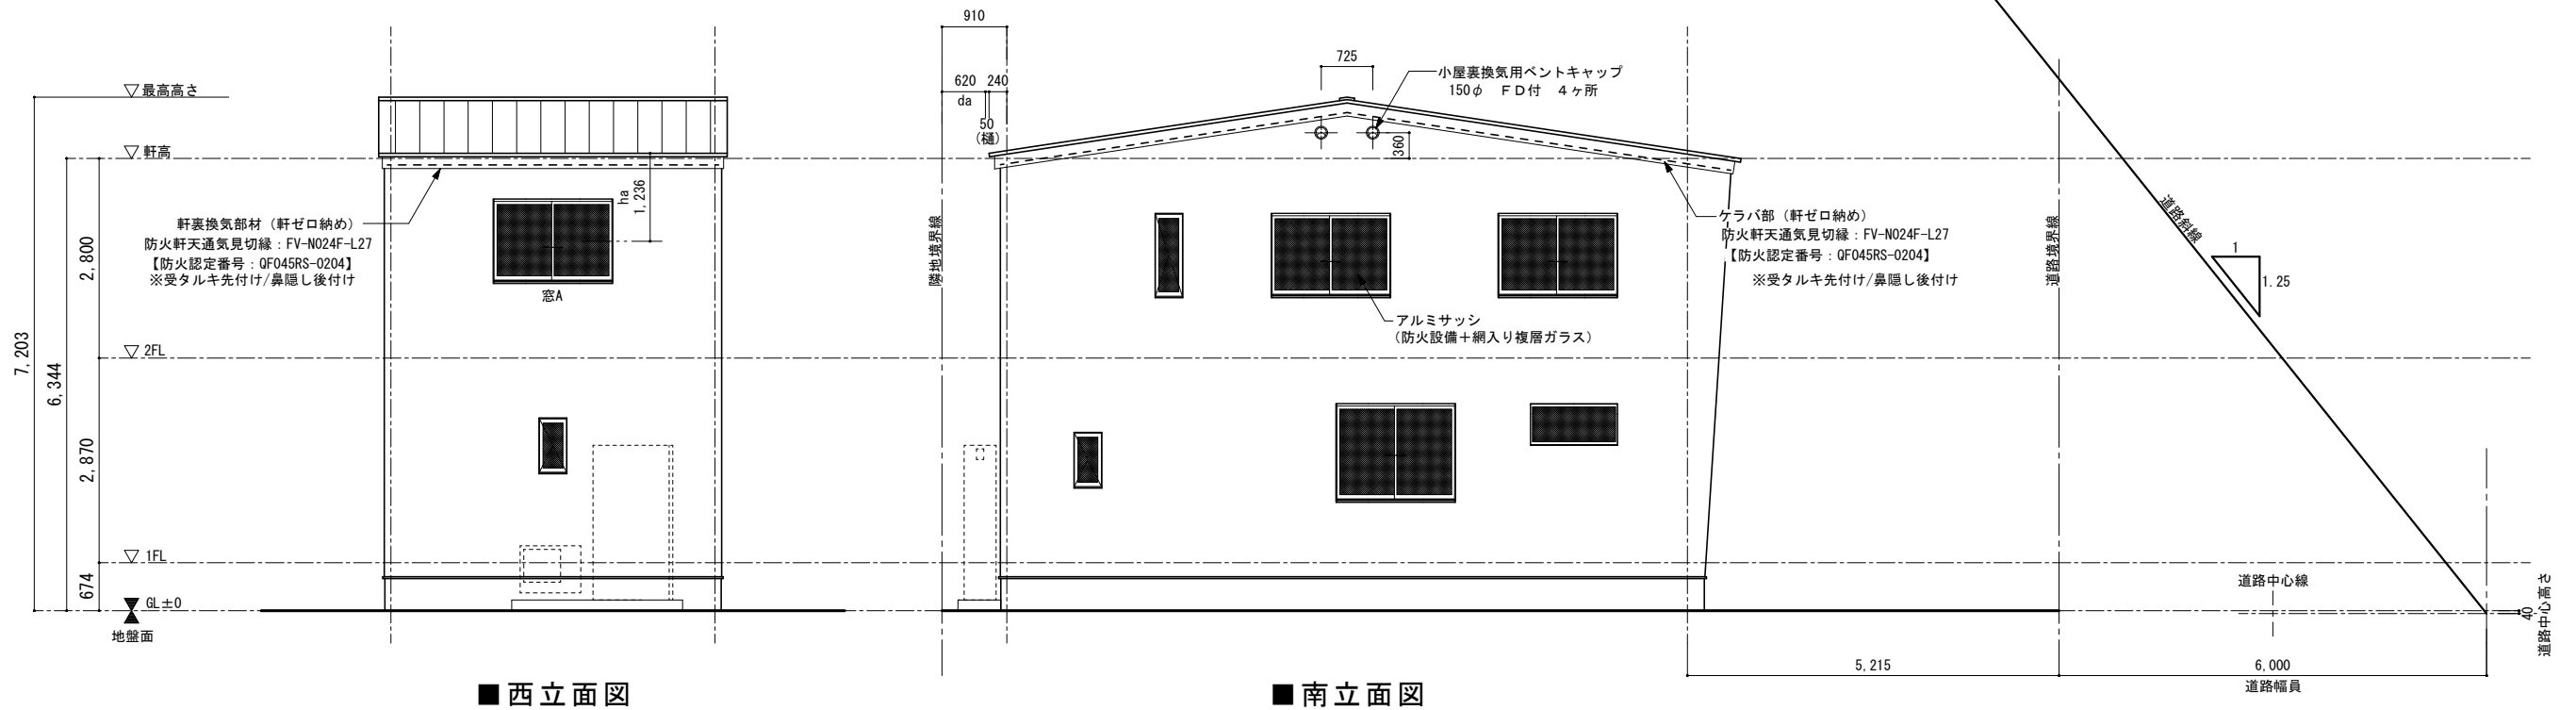 ▽最高高さ
▽軒高
軒裏換気部材（軒ゼロ納め）
防火軒天通気見切縁：FV-N024F-L27
【防火認定番号：QF045RS-0204】
※受タルキ先付け/鼻隠し後付け
ha
1,236
窓A
▽2FL
▽1FL
GL±0
地盤面
7,203
6,344
2,800
2,870
674
■西立面図
910
620
240
da
50
(樋)
725
小屋裏換気用ベントキャップ
150φ ＦＤ付 4ヶ所
360
隣地境界線
ケラバ部（軒ゼロ納め）
防火軒天通気見切縁：FV-N024F-L27
【防火認定番号：QF045RS-0204】
※受タルキ先付け/鼻隠し後付け
アルミサッシ
（防火設備＋網入り複層ガラス）
道路境界線
道路斜線
1
1.25
道路中心線
40
道路中心高さ
5,215
6,000
道路幅員
■南立面図